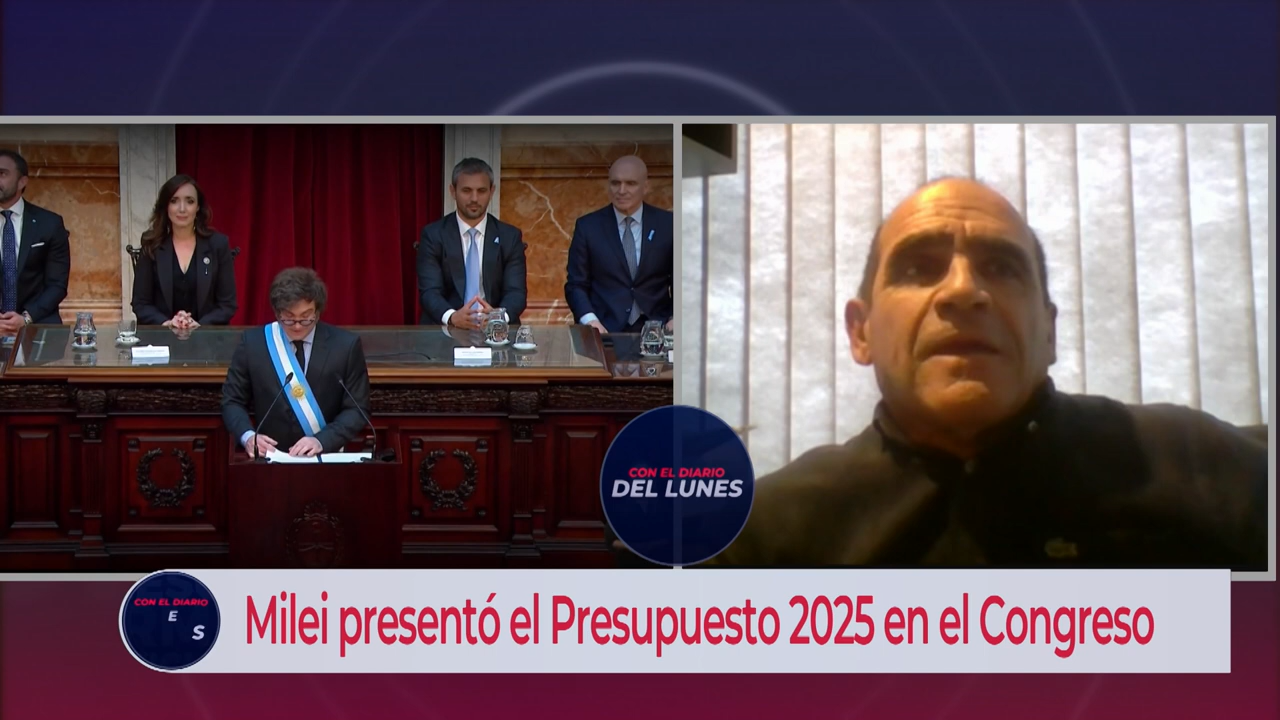 CON EL DIARIO
DEL LUNES
CON EL DIARIO
E
S
Milei presentó el Presupuesto 2025 en el Congreso